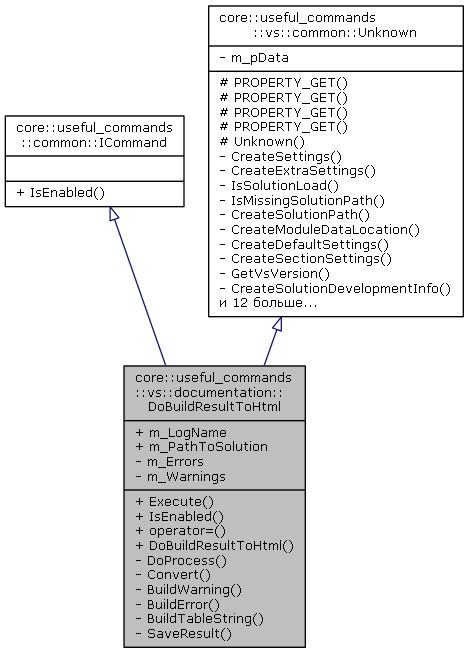 core::useful_commands
::vs::common::Unknown
- m_pData
# PROPERTY_GET()
# PROPERTY_GET()
# PROPERTY_GET()
# PROPERTY_GET()
# Unknown()
- CreateSettings()
- CreateExtraSettings()
- IsSolutionLoad()
- IsMissingSolutionPath()
- CreateSolutionPath()
- CreateModuleDataLocation()
- CreateDefaultSettings()
- CreateSectionSettings()
- GetVsVersion()
- CreateSolutionDevelopmentInfo()
и 12 больше...
core::useful_commands
::common::ICommand
+ IsEnabled()
core::useful_commands
::vs::documentation::
DoBuildResultToHtml
+ m_LogName
+ m_PathToSolution
- m_Errors
- m_Warnings
+ Execute()
+ IsEnabled()
+ operator=()
+ DoBuildResultToHtml()
- DoProcess()
- Convert()
- BuildWarning()
- BuildError()
- BuildTableString()
- SaveResult()